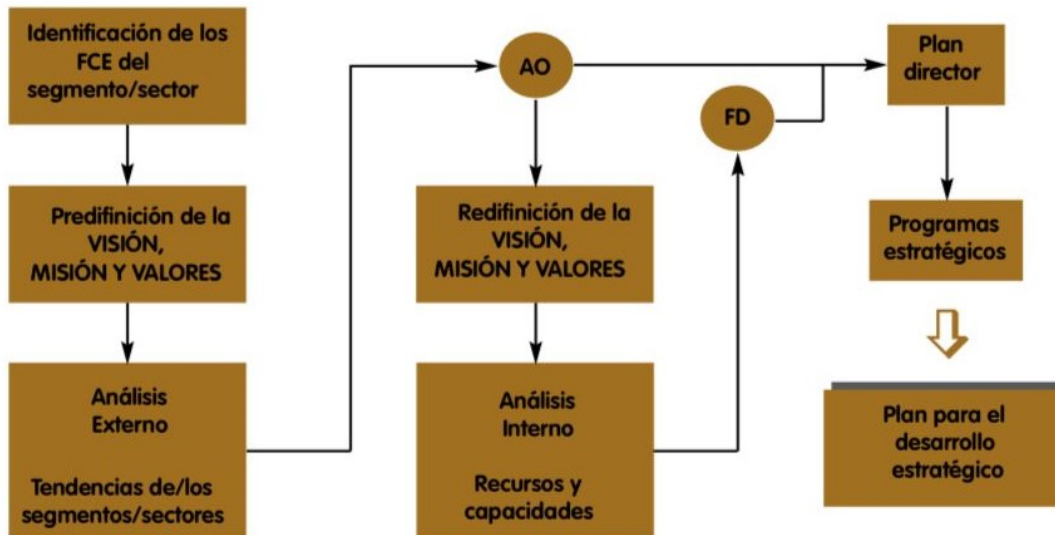 Identificación de los
FCE del
segmento/sector
Predifinición de la
VISIÓN,
MISIÓN Y VALORES
Análisis
Externo
Tendencias de/los
segmentos/sectores
AO
Redifinición de la
VISIÓN,
MISIÓN Y VALORES
Análisis
Interno
Recursos y
capacidades
FD
Plan
director
Programas
estratégicos
Plan para el
desarrollo
estratégico